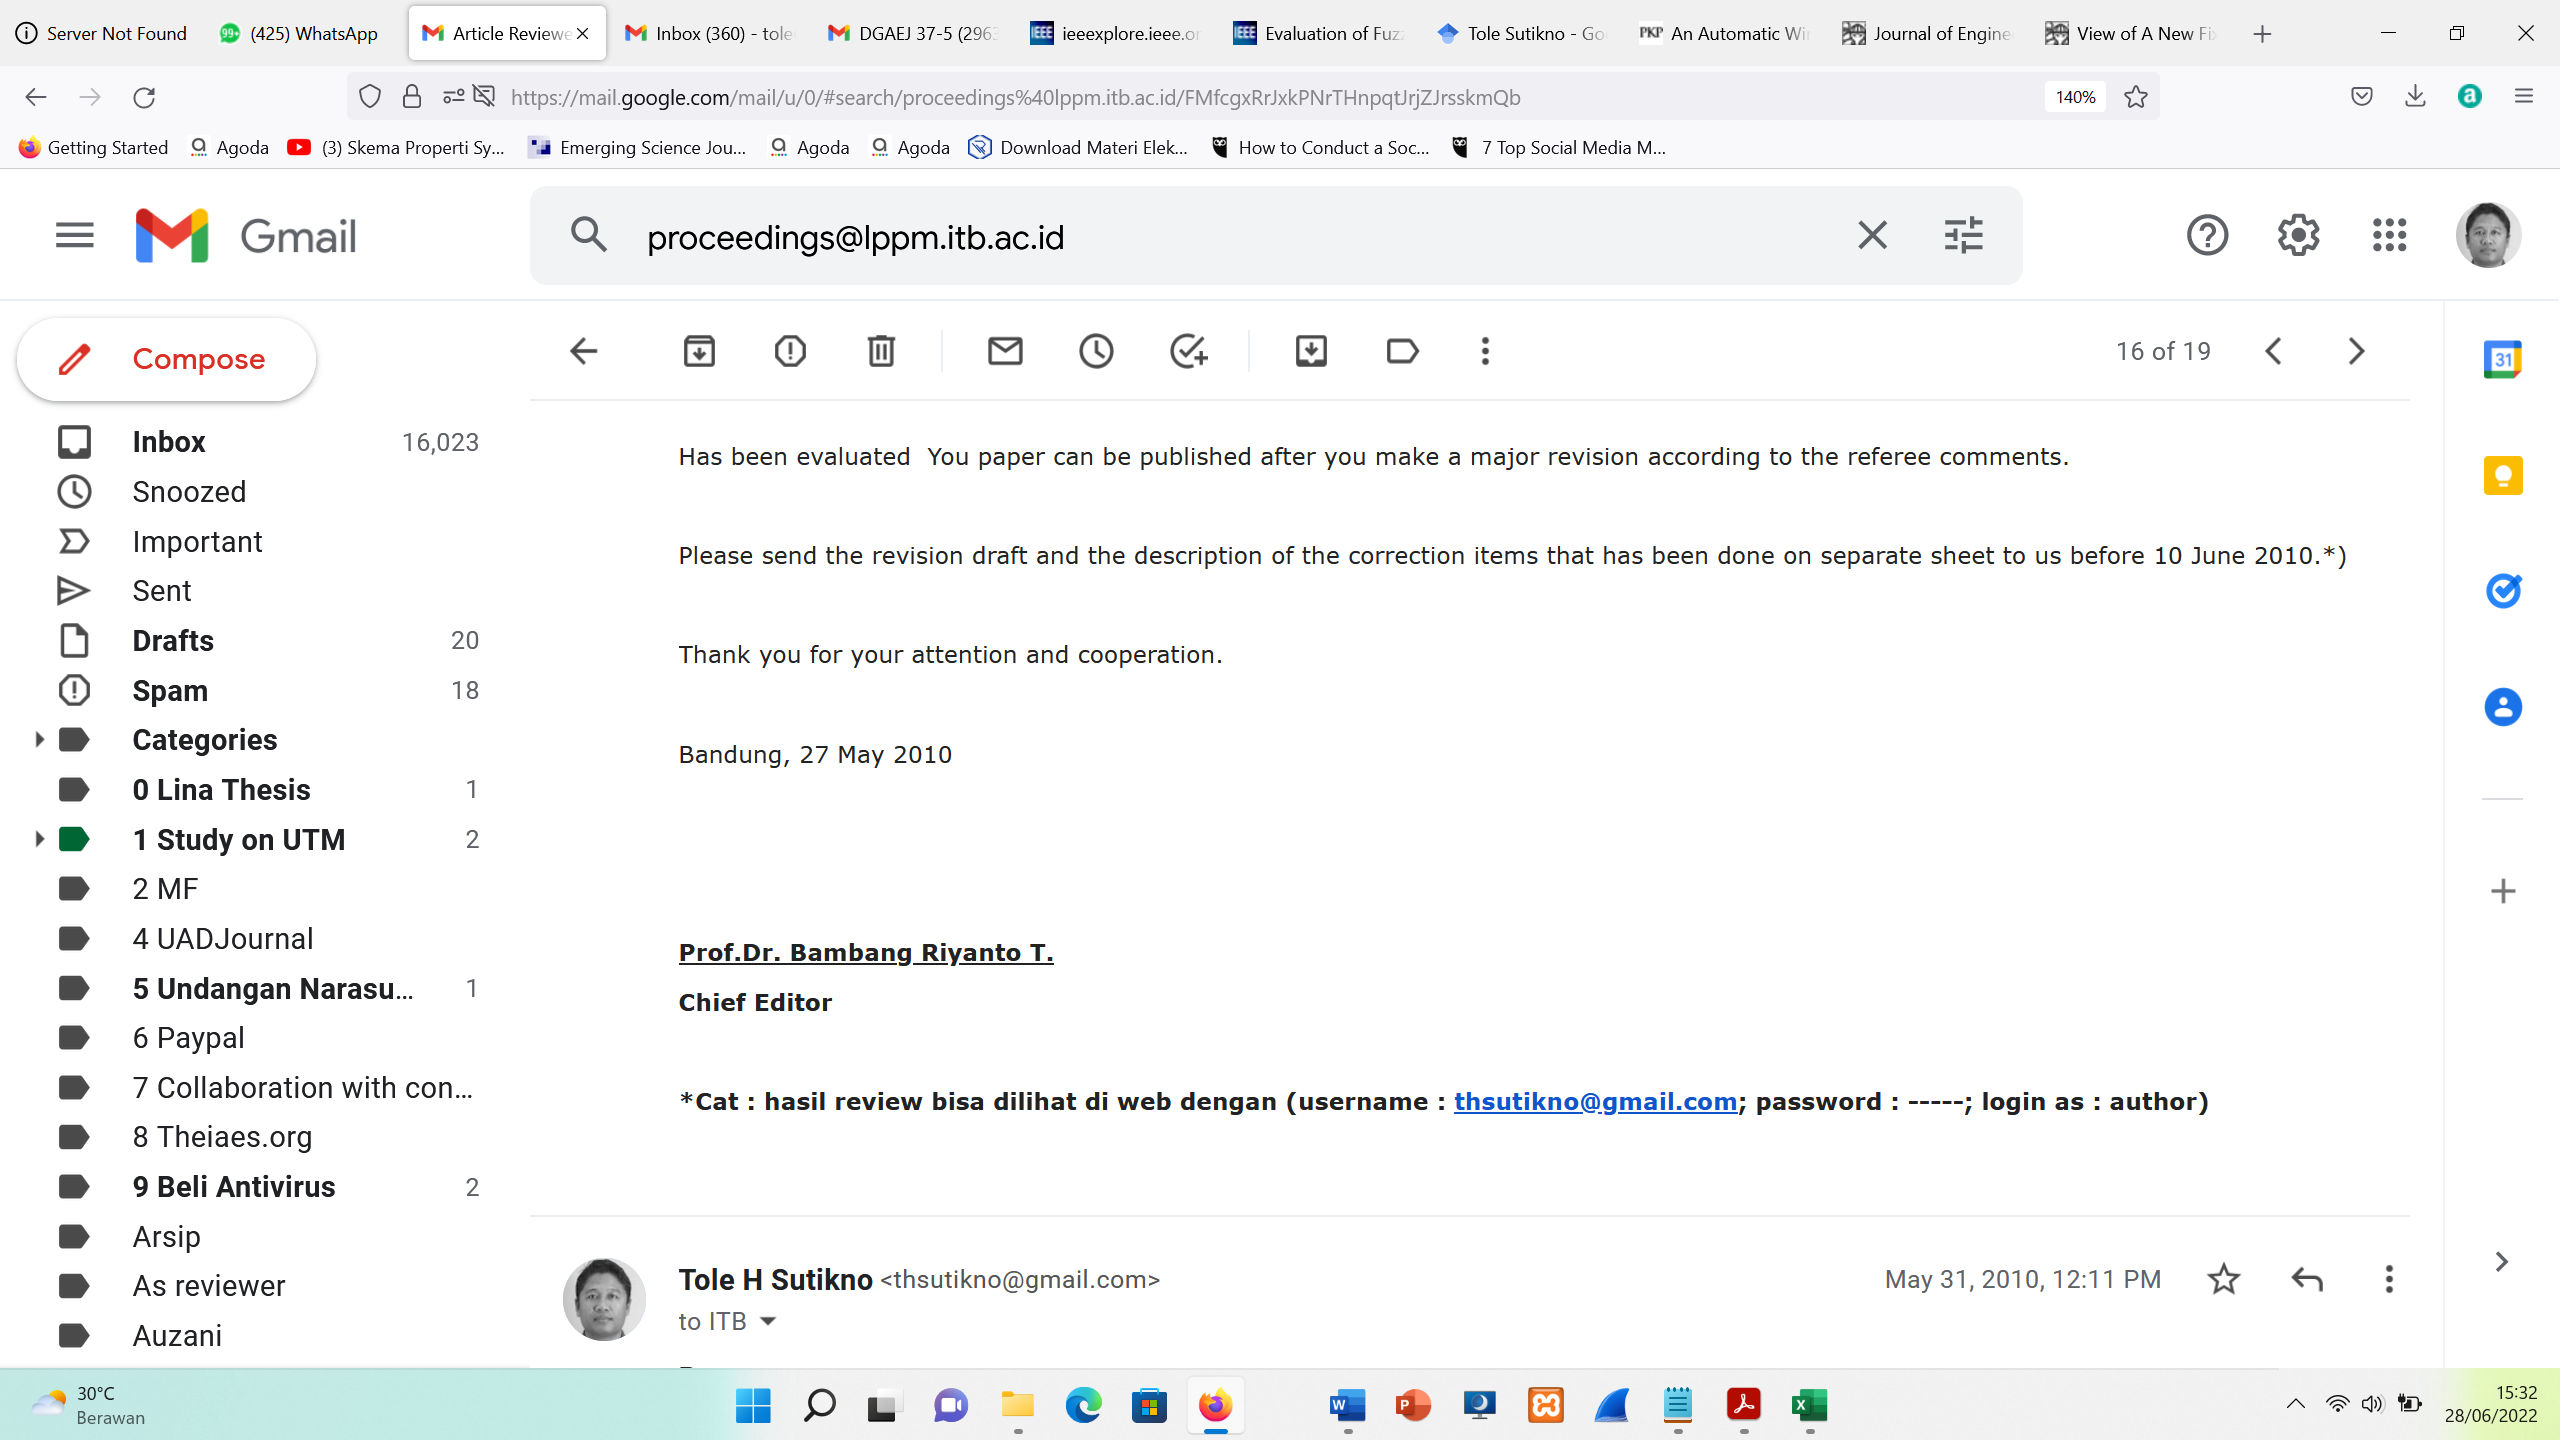 Server Not Found
(425) WhatsApp
Article Reviewe
Inbox (360) - tole
DGAEJ 37-5 (2963
ieeexplore.ieee.or
Evaluation of Fuzz
Tole Sutikno - Go
PKP An Automatic Wi
Journal of Engine
View of A New Fi
https://mail.google.com/mail/u/0/#search/proceedings%40lppm.itb.ac.id/FMfcgxRrJxkPNrTHnpqtJrjZJrsskmQb
140%
Getting Started
Agoda
(3) Skema Properti Sy...
Emerging Science Jou...
Agoda
Agoda
Download Materi Elek...
How to Conduct a Soc...
7 Top Social Media M...
Gmail
proceedings@lppm.itb.ac.id
Compose
16 of 19
Inbox 16,023
Snoozed
Important
Sent
Drafts 20
Spam 18
Categories
0 Lina Thesis 1
1 Study on UTM 2
2 MF
4 UADJournal
5 Undangan Narasu... 1
6 Paypal
7 Collaboration with con...
8 Theiaes.org
9 Beli Antivirus 2
Arsip
As reviewer
Auzani
Has been evaluated  You paper can be published after you make a major revision according to the referee comments.
Please send the revision draft and the description of the correction items that has been done on separate sheet to us before 10 June 2010.*)
Thank you for your attention and cooperation.
Bandung, 27 May 2010
Prof.Dr. Bambang Riyanto T.
Chief Editor
*Cat : hasil review bisa dilihat di web dengan (username : thsutikno@gmail.com; password : -----; login as : author)
Tole H Sutikno <thsutikno@gmail.com>
May 31, 2010, 12:11 PM
to ITB
31
30°C
Berawan
15:32
28/06/2022